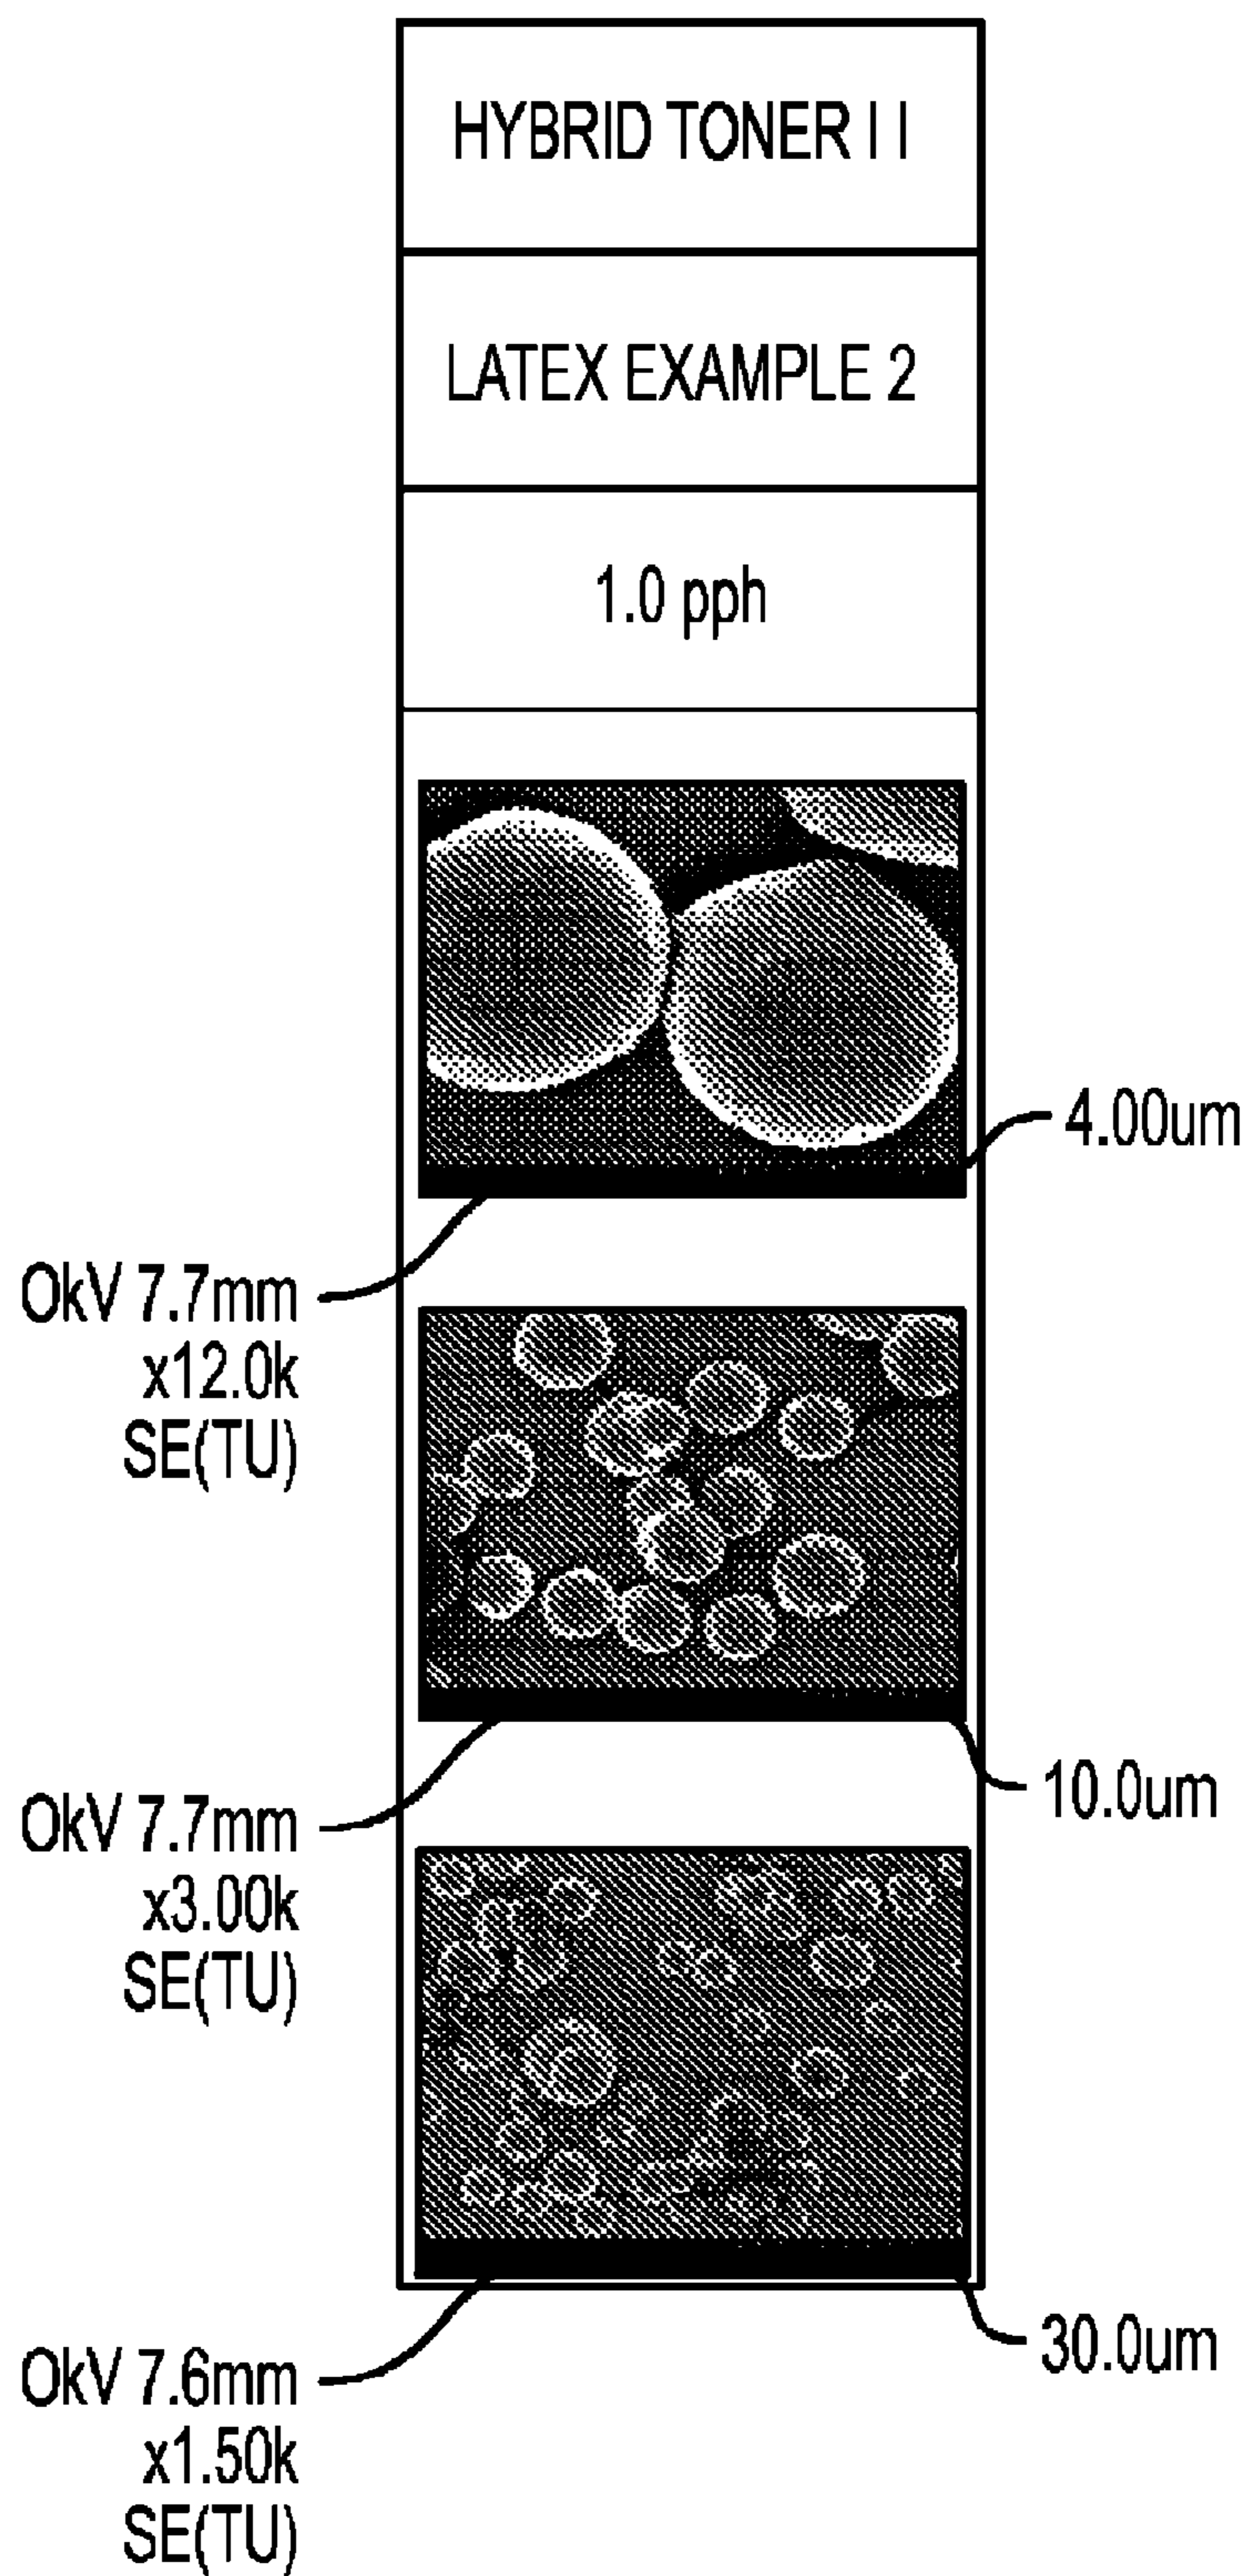 HYBRID TONER I I
LATEX EXAMPLE 2
1.0 pph
4.00um
OkV 7.7mm
x12.0k
SE(TU)
10.0um
OkV 7.7mm
x3.00k
SE(TU)
30.0um
OkV 7.6mm
x1.50k
SE(TU)